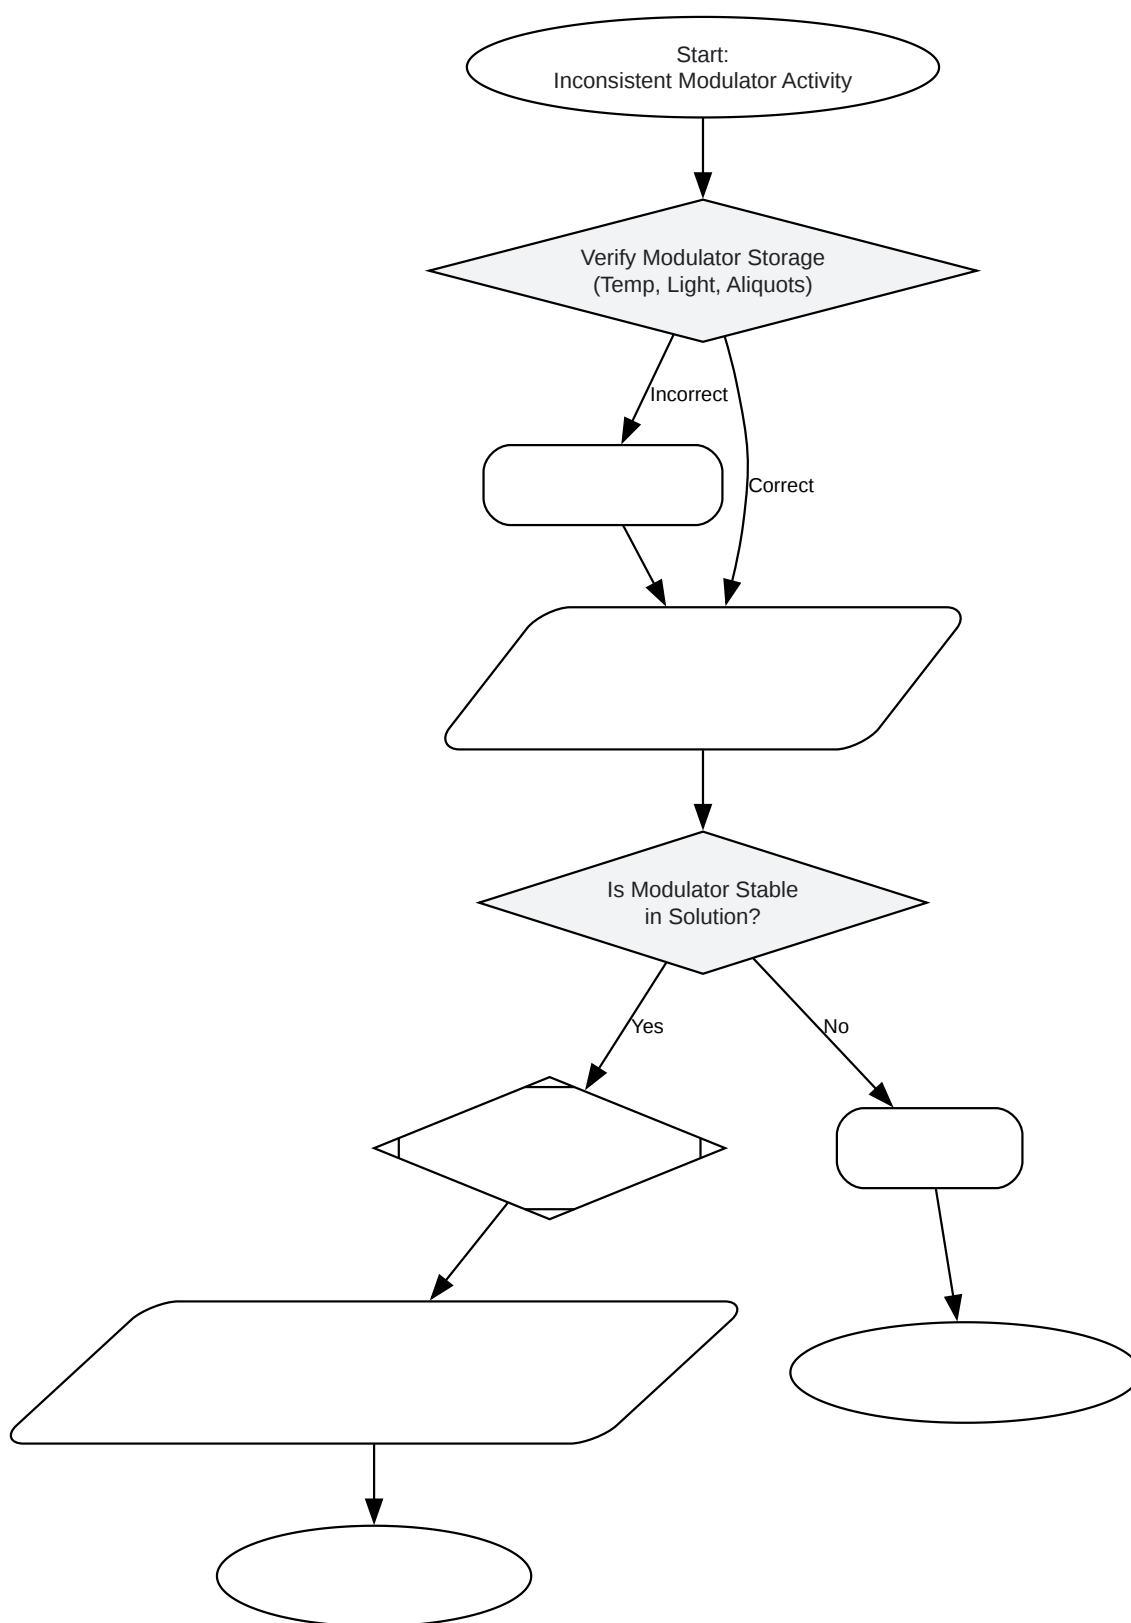 Start:
Inconsistent Modulator Activity
Verify Modulator Storage
(Temp, Light, Aliquots)
Incorrect
Correct
Is Modulator Stable
in Solution?
Yes
No